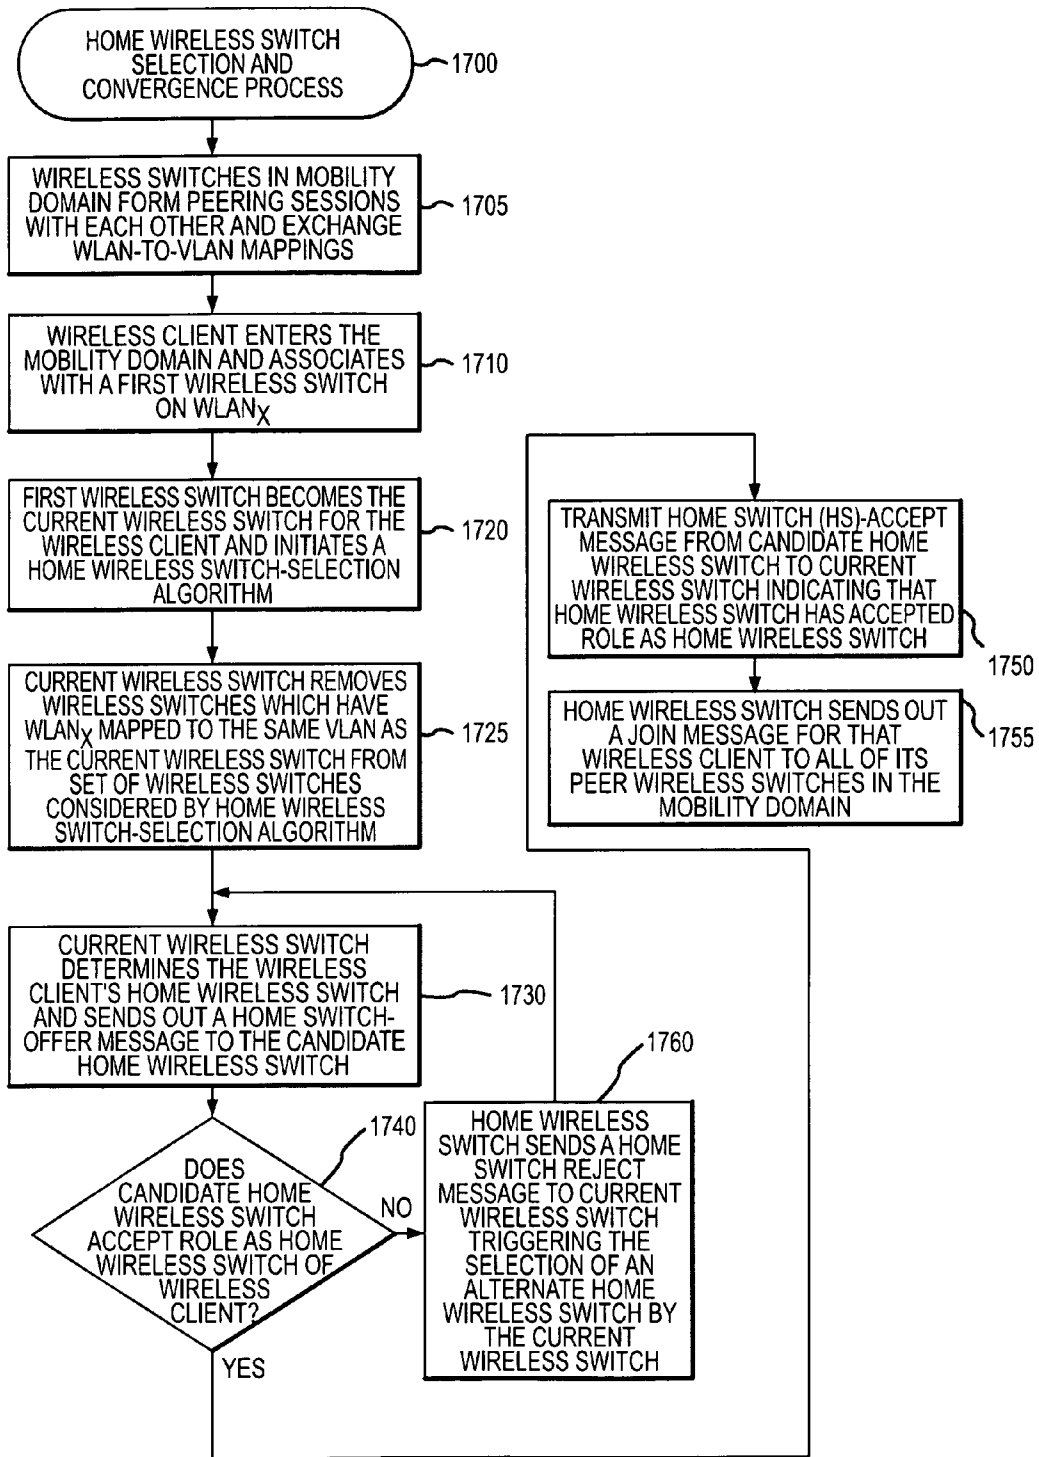 HOME WIRELESS SWITCH
SELECTION AND
CONVERGENCE PROCESS
1700
WIRELESS SWITCHES IN MOBILITY
DOMAIN FORM PEERING SESSIONS
WITH EACH OTHER AND EXCHANGE
WLAN-TO-VLAN MAPPINGS
1705
WIRELESS CLIENT ENTERS THE
MOBILITY DOMAIN AND ASSOCIATES
WITH A FIRST WIRELESS SWITCH
ON WLANX
1710
FIRST WIRELESS SWITCH BECOMES THE
CURRENT WIRELESS SWITCH FOR THE
WIRELESS CLIENT AND INITIATES A
HOME WIRELESS SWITCH-SELECTION
ALGORITHM
1720
CURRENT WIRELESS SWITCH REMOVES
WIRELESS SWITCHES WHICH HAVE
WLANX MAPPED TO THE SAME VLAN AS
THE CURRENT WIRELESS SWITCH FROM
SET OF WIRELESS SWITCHES
CONSIDERED BY HOME WIRELESS
SWITCH-SELECTION ALGORITHM
1725
CURRENT WIRELESS SWITCH
DETERMINES THE WIRELESS
CLIENT'S HOME WIRELESS SWITCH
AND SENDS OUT A HOME SWITCH-
OFFER MESSAGE TO THE CANDIDATE
HOME WIRELESS SWITCH
1730
DOES
CANDIDATE HOME
WIRELESS SWITCH
ACCEPT ROLE AS HOME
WIRELESS SWITCH OF
WIRELESS
CLIENT?
1740
NO
YES
HOME WIRELESS
SWITCH SENDS A HOME
SWITCH REJECT
MESSAGE TO CURRENT
WIRELESS SWITCH
TRIGGERING THE
SELECTION OF AN
ALTERNATE HOME
WIRELESS SWITCH BY
THE CURRENT
WIRELESS SWITCH
1760
TRANSMIT HOME SWITCH (HS)-ACCEPT
MESSAGE FROM CANDIDATE HOME
WIRELESS SWITCH TO CURRENT
WIRELESS SWITCH INDICATING THAT
HOME WIRELESS SWITCH HAS ACCEPTED
ROLE AS HOME WIRELESS SWITCH
1750
HOME WIRELESS SWITCH SENDS OUT
A JOIN MESSAGE FOR THAT
WIRELESS CLIENT TO ALL OF ITS
PEER WIRELESS SWITCHES IN THE
MOBILITY DOMAIN
1755